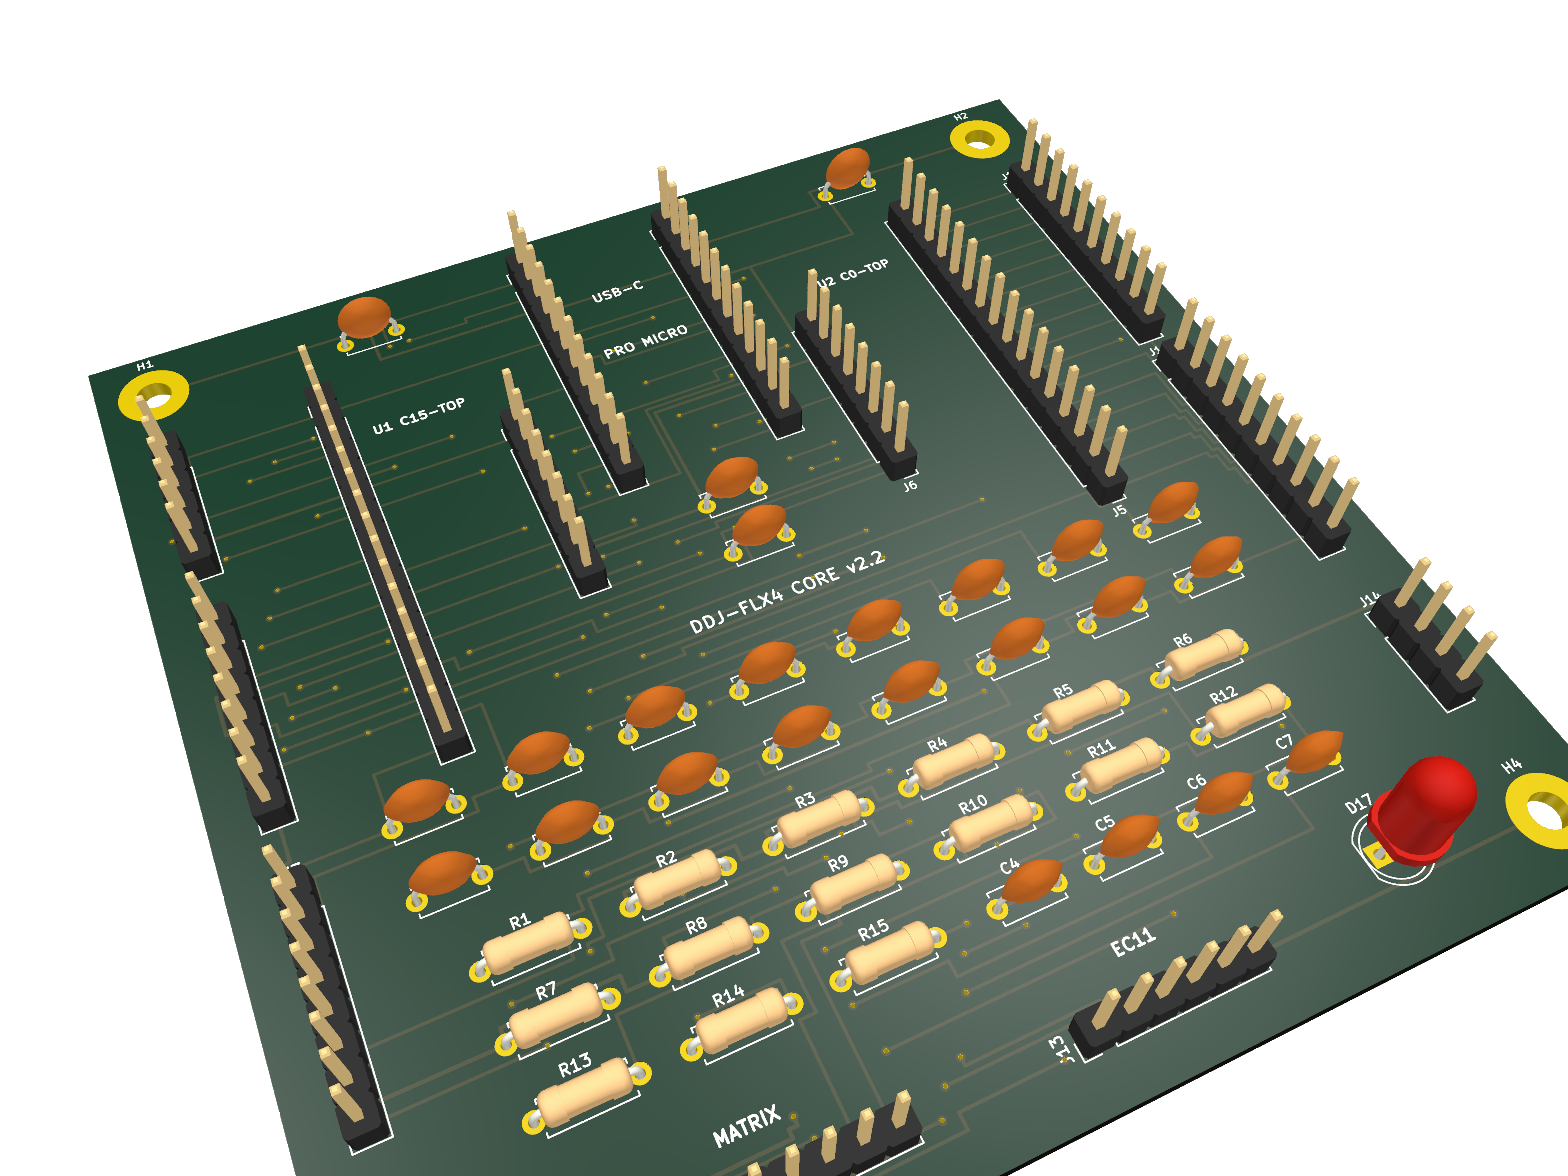 H2
H1
USB-C
U2 C0-TOP
PRO MICRO
U1 C15-TOP
J6
J5
DDJ-FLX4 CORE v2.2
J14
R6
R5
R12
R4
R11
C7
H4
R3
R10
C6
D17
R2
R9
C5
C4
R1
R8
R15
EC11
R7
R14
J13
R13
MATRIX